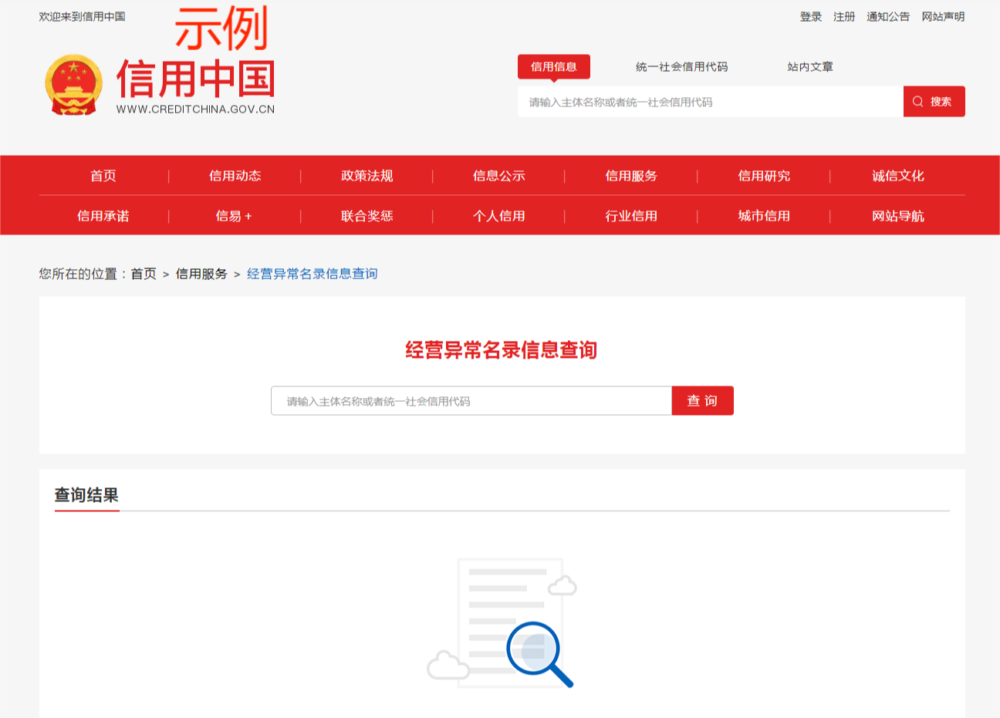 欢迎来到信用中国
登录 注册 通知公告 网站声明
示例
信用中国
WWW.CREDITCHINA.GOV.CN
信用信息 统一社会信用代码 站内文章
请输入主体名称或者统一社会信用代码 搜索
首页 | 信用动态 | 政策法规 | 信息公示 | 信用服务 | 信用研究 | 诚信文化
信用承诺 | 信易+ | 联合奖惩 | 个人信用 | 行业信用 | 城市信用 | 网站导航
您所在的位置：首页 > 信用服务 > 经营异常名录信息查询
经营异常名录信息查询
请输入主体名称或者统一社会信用代码 查 询
查询结果